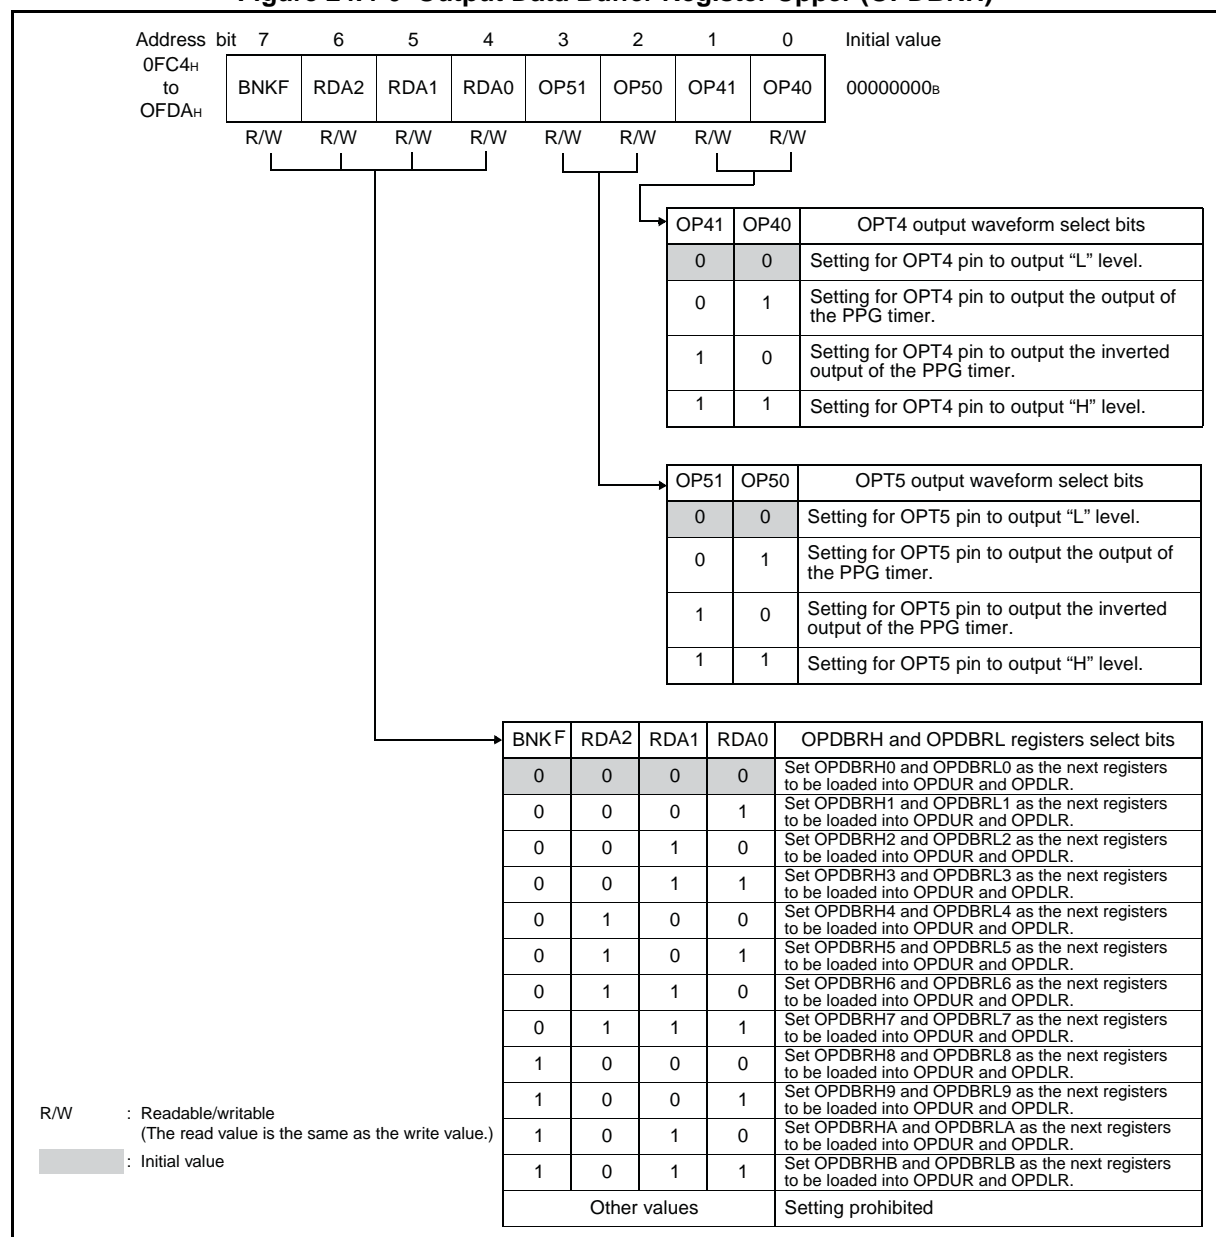 Address bit 7 6 5 4 3 2 1 0 Initial value
0FC4H
to
OFDAH
BNKF RDA2 RDA1 RDA0 OP51 OP50 OP41 OP40 00000000B
R/W R/W R/W R/W R/W R/W R/W R/W
OP41 OP40 OPT4 output waveform select bits
0 0 Setting for OPT4 pin to output “L” level.
0 1 Setting for OPT4 pin to output the output of
the PPG timer.
1 0 Setting for OPT4 pin to output the inverted
output of the PPG timer.
1 1 Setting for OPT4 pin to output “H” level.
OP51 OP50 OPT5 output waveform select bits
0 0 Setting for OPT5 pin to output “L” level.
0 1 Setting for OPT5 pin to output the output of
the PPG timer.
1 0 Setting for OPT5 pin to output the inverted
output of the PPG timer.
1 1 Setting for OPT5 pin to output “H” level.
BNKF RDA2 RDA1 RDA0 OPDBRH and OPDBRL registers select bits
0 0 0 0 Set OPDBRH0 and OPDBRL0 as the next registers
to be loaded into OPDUR and OPDLR.
0 0 0 1 Set OPDBRH1 and OPDBRL1 as the next registers
to be loaded into OPDUR and OPDLR.
0 0 1 0 Set OPDBRH2 and OPDBRL2 as the next registers
to be loaded into OPDUR and OPDLR.
0 0 1 1 Set OPDBRH3 and OPDBRL3 as the next registers
to be loaded into OPDUR and OPDLR.
0 1 0 0 Set OPDBRH4 and OPDBRL4 as the next registers
to be loaded into OPDUR and OPDLR.
0 1 0 1 Set OPDBRH5 and OPDBRL5 as the next registers
to be loaded into OPDUR and OPDLR.
0 1 1 0 Set OPDBRH6 and OPDBRL6 as the next registers
to be loaded into OPDUR and OPDLR.
0 1 1 1 Set OPDBRH7 and OPDBRL7 as the next registers
to be loaded into OPDUR and OPDLR.
1 0 0 0 Set OPDBRH8 and OPDBRL8 as the next registers
to be loaded into OPDUR and OPDLR.
1 0 0 1 Set OPDBRH9 and OPDBRL9 as the next registers
to be loaded into OPDUR and OPDLR.
1 0 1 0 Set OPDBRHA and OPDBRLA as the next registers
to be loaded into OPDUR and OPDLR.
1 0 1 1 Set OPDBRHB and OPDBRLB as the next registers
to be loaded into OPDUR and OPDLR.
Other values Setting prohibited
R/W : Readable/writable
(The read value is the same as the write value.)
: Initial value